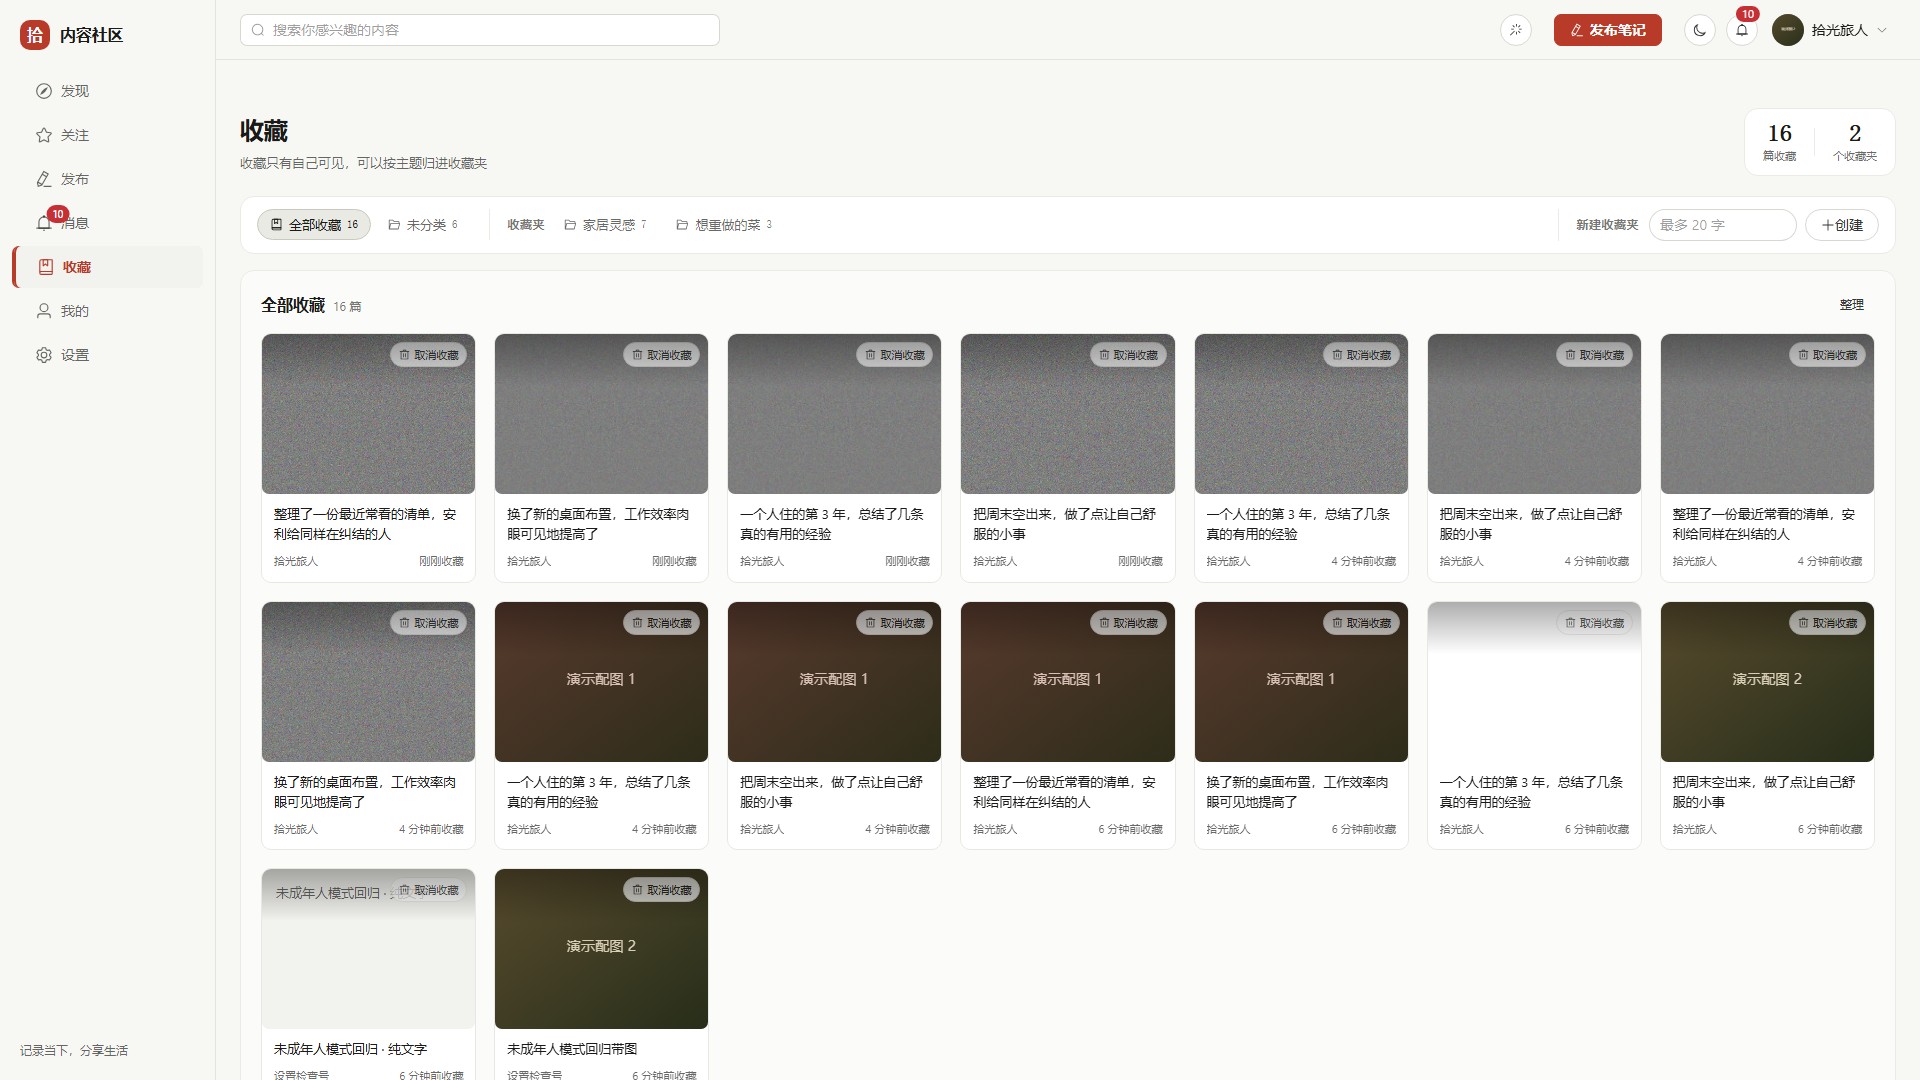 拾 内容社区
搜索你感兴趣的内容
发布笔记
10
拾光旅人
发现
关注
发布
10
消息
收藏
我的
设置
记录当下，分享生活
收藏
收藏只有自己可见，可以按主题归进收藏夹
16
篇收藏
2
个收藏夹
全部收藏 16
未分类 6
收藏夹
家居灵感 7
想重做的菜 3
新建收藏夹
最多 20 字
创建
全部收藏 16 篇
整理
取消收藏
整理了一份最近常看的清单，安
利给同样在纠结的人
拾光旅人 刚刚收藏
取消收藏
换了新的桌面布置，工作效率肉
眼可见地提高了
拾光旅人 刚刚收藏
取消收藏
一个人住的第 3 年，总结了几条
真的有用的经验
拾光旅人 刚刚收藏
取消收藏
把周末空出来，做了点让自己舒
服的小事
拾光旅人 刚刚收藏
取消收藏
一个人住的第 3 年，总结了几条
真的有用的经验
拾光旅人 4 分钟前收藏
取消收藏
把周末空出来，做了点让自己舒
服的小事
拾光旅人 4 分钟前收藏
取消收藏
整理了一份最近常看的清单，安
利给同样在纠结的人
拾光旅人 4 分钟前收藏
取消收藏
换了新的桌面布置，工作效率肉
眼可见地提高了
拾光旅人 4 分钟前收藏
取消收藏
演示配图 1
一个人住的第 3 年，总结了几条
真的有用的经验
拾光旅人 4 分钟前收藏
取消收藏
演示配图 1
把周末空出来，做了点让自己舒
服的小事
拾光旅人 4 分钟前收藏
取消收藏
演示配图 1
整理了一份最近常看的清单，安
利给同样在纠结的人
拾光旅人 6 分钟前收藏
取消收藏
演示配图 1
换了新的桌面布置，工作效率肉
眼可见地提高了
拾光旅人 6 分钟前收藏
取消收藏
一个人住的第 3 年，总结了几条
真的有用的经验
拾光旅人 6 分钟前收藏
取消收藏
演示配图 2
把周末空出来，做了点让自己舒
服的小事
拾光旅人 6 分钟前收藏
未成年人模式回归 ·
取消收藏
未成年人模式回归 · 纯文字
设置检查号 6 分钟前收藏
取消收藏
演示配图 2
未成年人模式回归带图
设置检查号 6 分钟前收藏